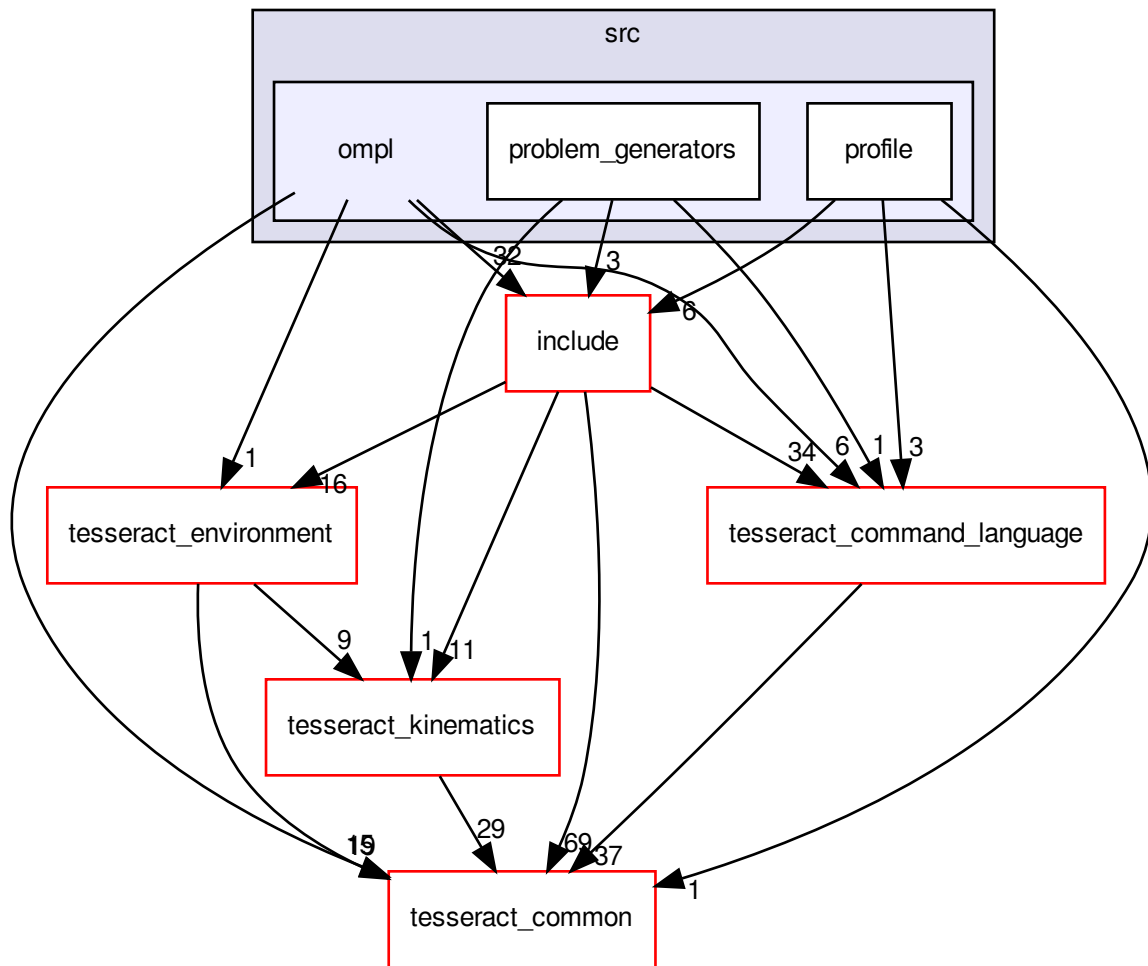 src
ompl
problem_generators
profile
32
3
6
include
1
16
34
6
1
3
tesseract_environment
tesseract_command_language
9
1
11
tesseract_kinematics
29
69
37
1
tesseract_common